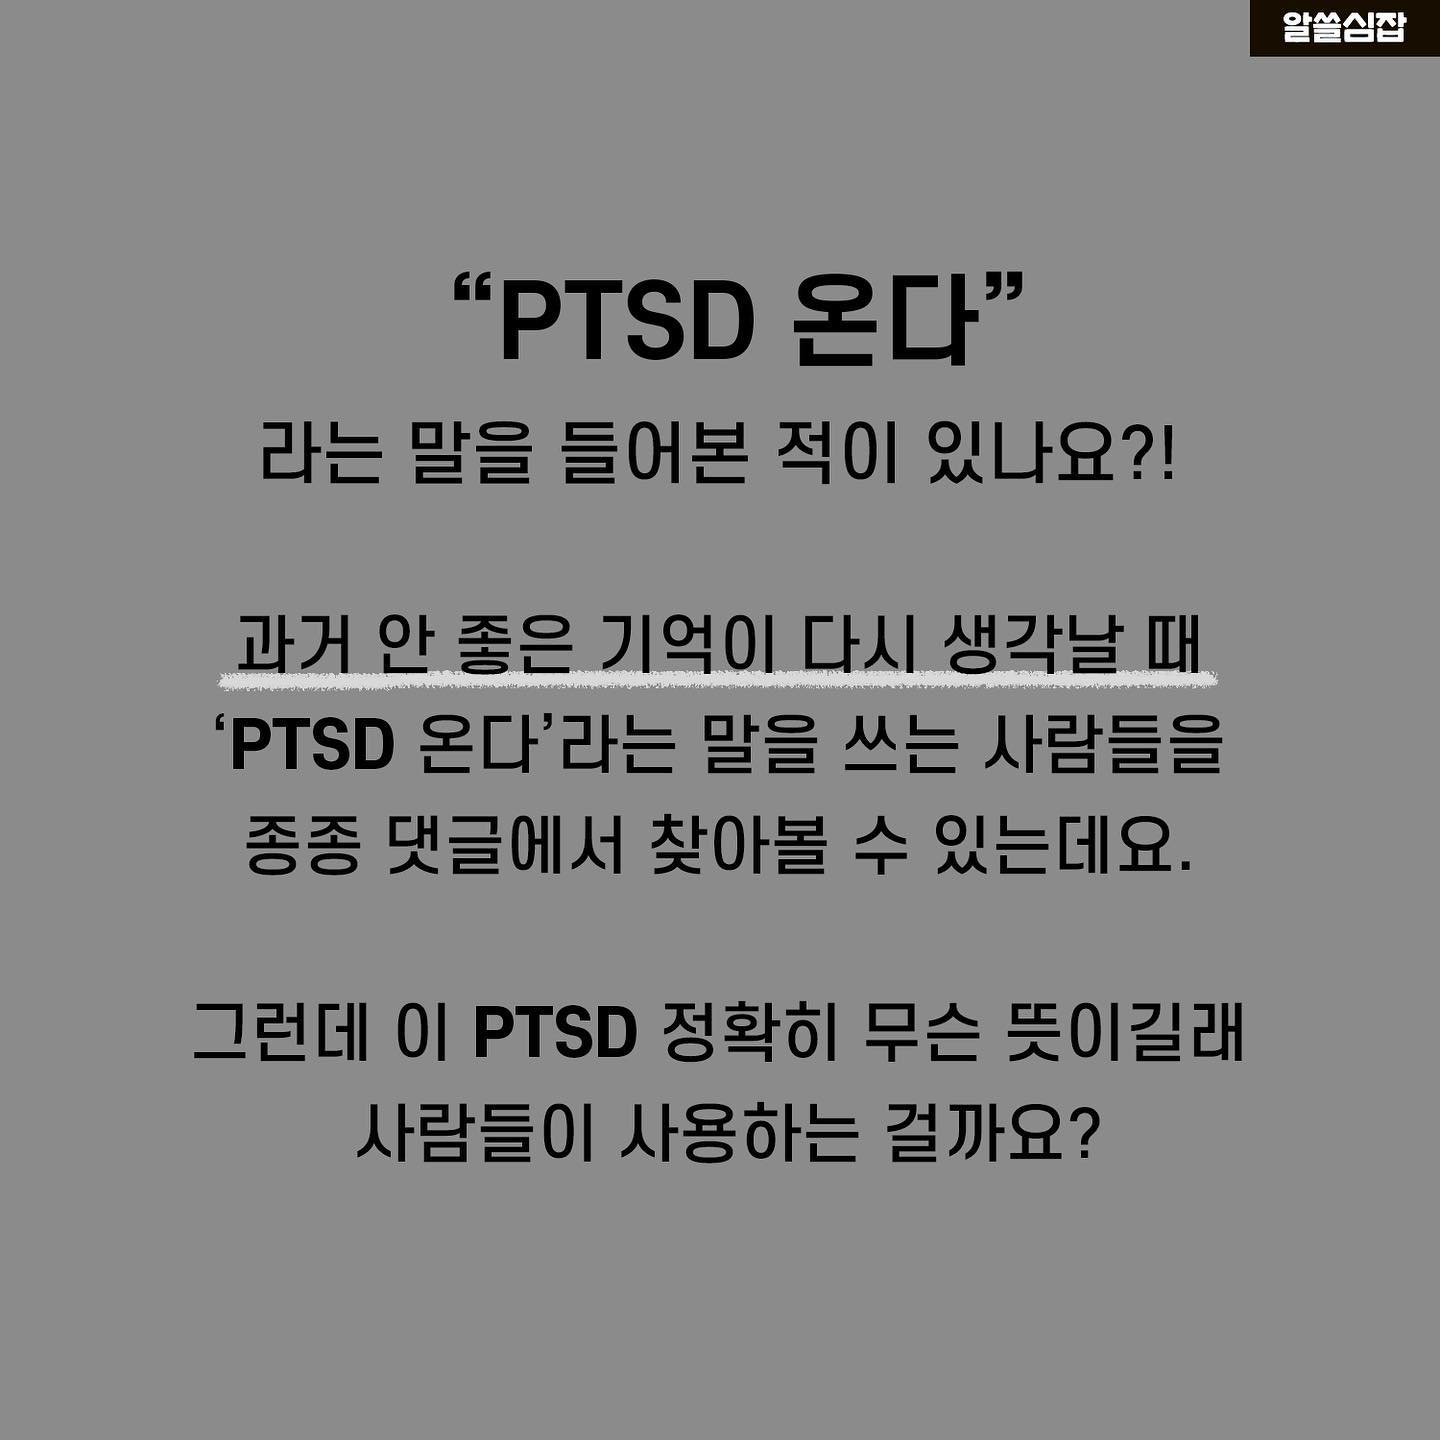 알쓸심잡
“PTSD 온다”
라는 말을 들어본 적이 있나요?!
과거 안 좋은 기억이 다시 생각날 때
‘PTSD 온다’라는 말을 쓰는 사람들을
종종 댓글에서 찾아볼 수 있는데요.
그런데 이 PTSD 정확히 무슨 뜻이길래
사람들이 사용하는 걸까요?